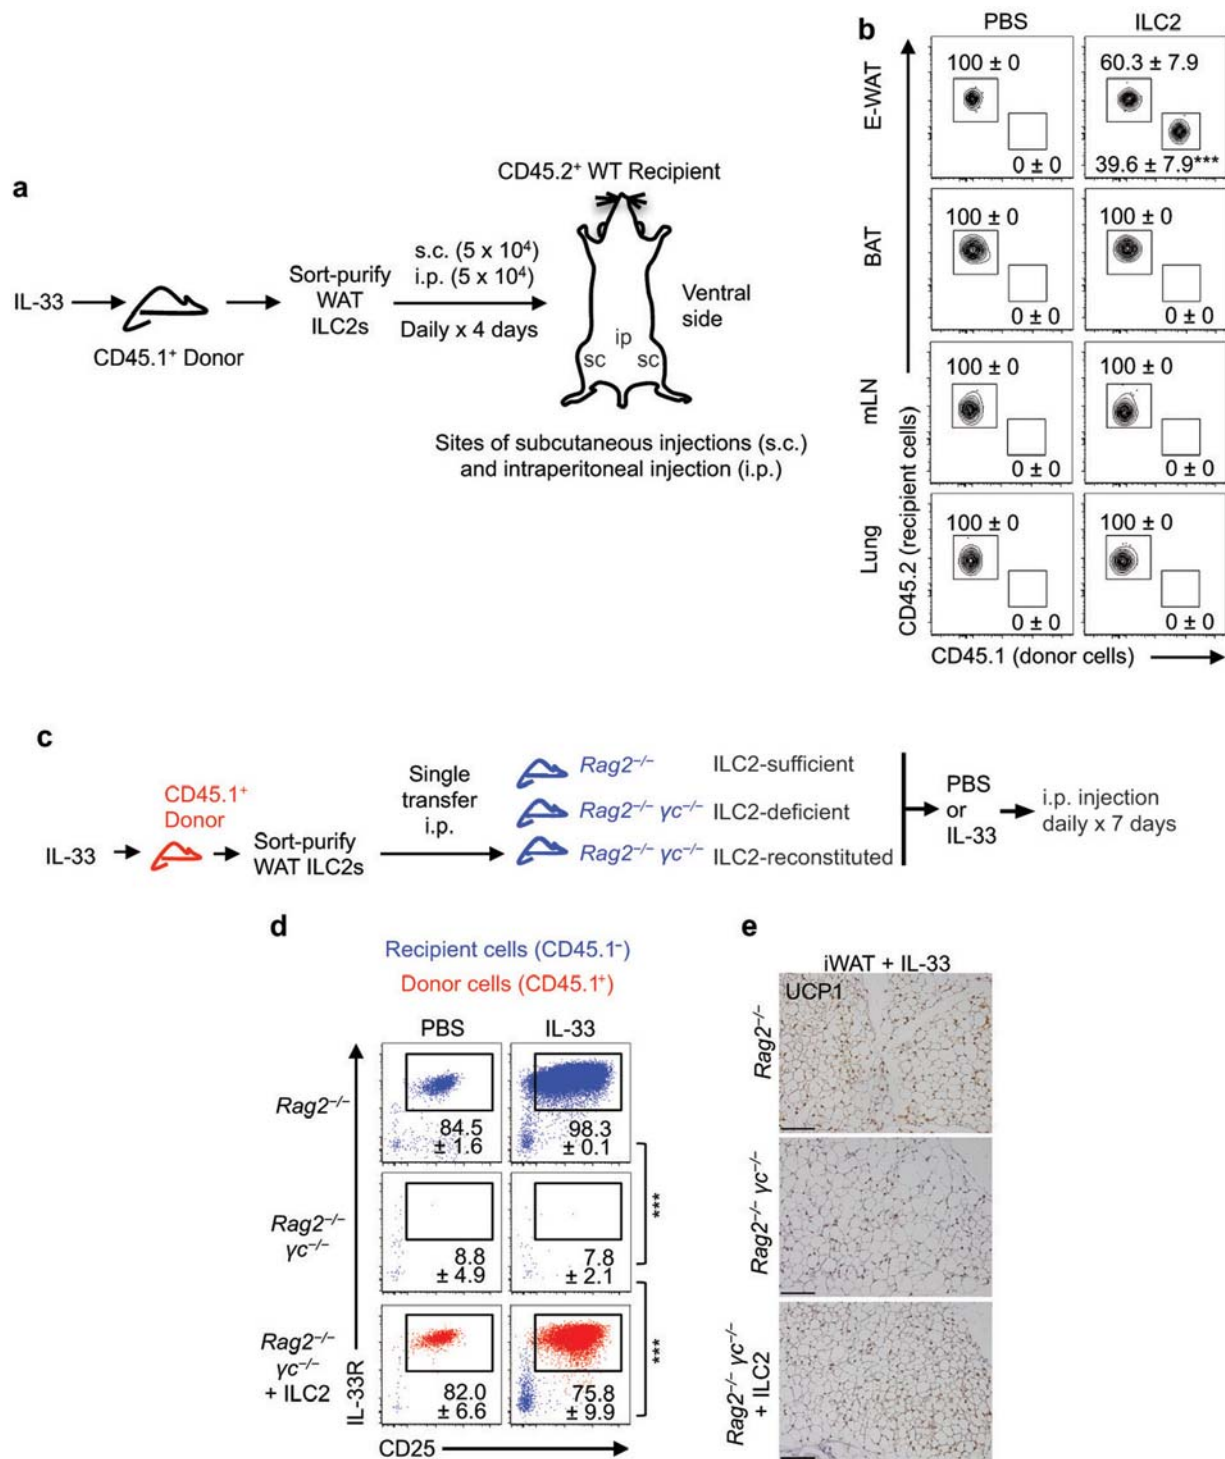 a
IL-33
CD45.1⁺ Donor
Sort-purify
WAT
ILC2s
s.c. (5 x 10⁴)
i.p. (5 x 10⁴)
Daily x 4 days
CD45.2⁺ WT Recipient
Ventral
side
ip
sc
sc
Sites of subcutaneous injections (s.c.)
and intraperitoneal injection (i.p.)
b
PBS
ILC2
E-WAT
100 ± 0
0 ± 0
60.3 ± 7.9
39.6 ± 7.9***
BAT
100 ± 0
0 ± 0
100 ± 0
0 ± 0
mLN
100 ± 0
0 ± 0
100 ± 0
0 ± 0
Lung
100 ± 0
0 ± 0
100 ± 0
0 ± 0
CD45.2 (recipient cells)
CD45.1 (donor cells)
c
IL-33
CD45.1⁺
Donor
Sort-purify
WAT ILC2s
Single
transfer
i.p.
Rag2⁻/⁻ ILC2-sufficient
Rag2⁻/⁻ γc⁻/⁻ ILC2-deficient
Rag2⁻/⁻ γc⁻/⁻ ILC2-reconstituted
PBS
or
IL-33
i.p. injection
daily x 7 days
d
Recipient cells (CD45.1⁻)
Donor cells (CD45.1⁺)
PBS
IL-33
Rag2⁻/⁻
84.5
± 1.6
98.3
± 0.1
***
Rag2⁻/⁻
γc⁻/⁻
8.8
± 4.9
7.8
± 2.1
***
Rag2⁻/⁻
γc⁻/⁻
+ ILC2
82.0
± 6.6
75.8
± 9.9
IL-33R
CD25
e
iWAT + IL-33
UCP1
Rag2⁻/⁻
Rag2⁻/⁻ γc⁻/⁻
Rag2⁻/⁻ γc⁻/⁻
+ ILC2